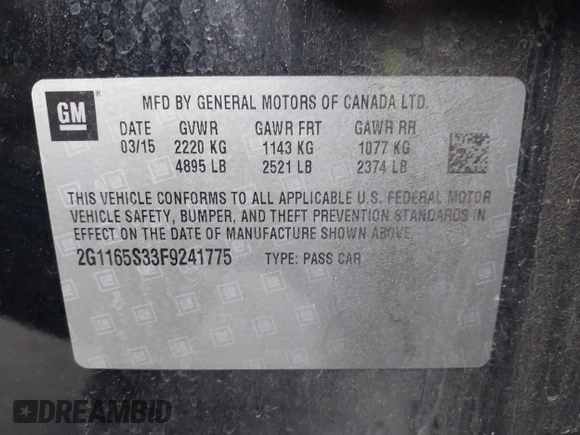 GM ®
MFD BY GENERAL MOTORS OF CANADA LTD.
DATE GVWR GAWR FRT GAWR RR
03/15 2220 KG 1143 KG 1077 KG
4895 LB 2521 LB 2374 LB
THIS VEHICLE CONFORMS TO ALL APPLICABLE U.S. FEDERAL MOTOR
VEHICLE SAFETY, BUMPER, AND THEFT PREVENTION STANDARDS
IN EFFECT ON THE DATE OF MANUFACTURE SHOWN ABOVE.
2G1165S33F9241775 TYPE: PASS CAR
DREAMBID